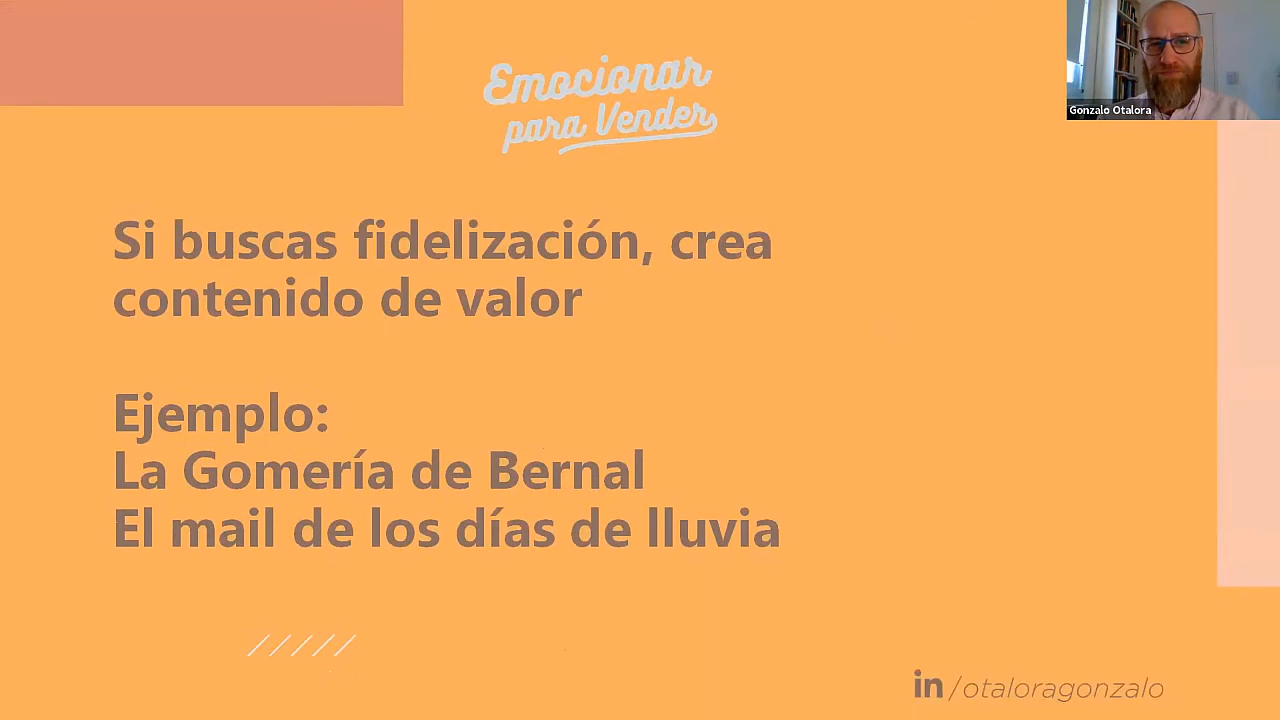 Emocionar
para Vender
Gonzalo Otalora
Si buscas fidelización, crea
contenido de valor
Ejemplo:
La Gomería de Bernal
El mail de los días de lluvia
in/otaloragonzalo